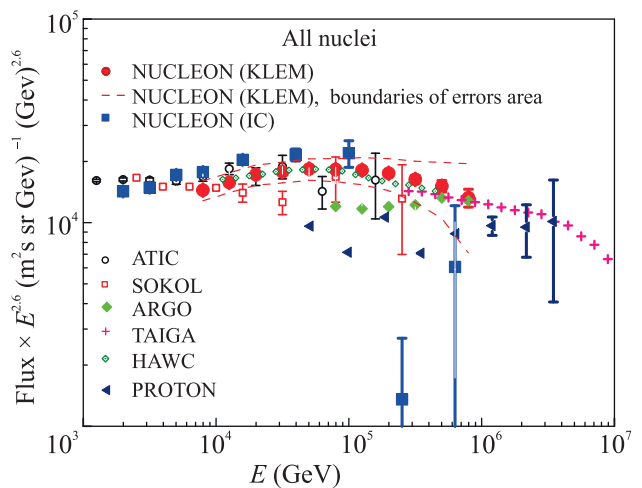 All nuclei
NUCLEON (KLEM)
NUCLEON (KLEM), boundaries of errors area
NUCLEON (IC)
ATIC
SOKOL
ARGO
TAIGA
HAWC
PROTON
Flux × E^2.6 (m^2s sr Gev)^−1 (Gev)^2.6
10^5
10^4
10^3
10^4
10^5
10^6
10^7
E (GeV)